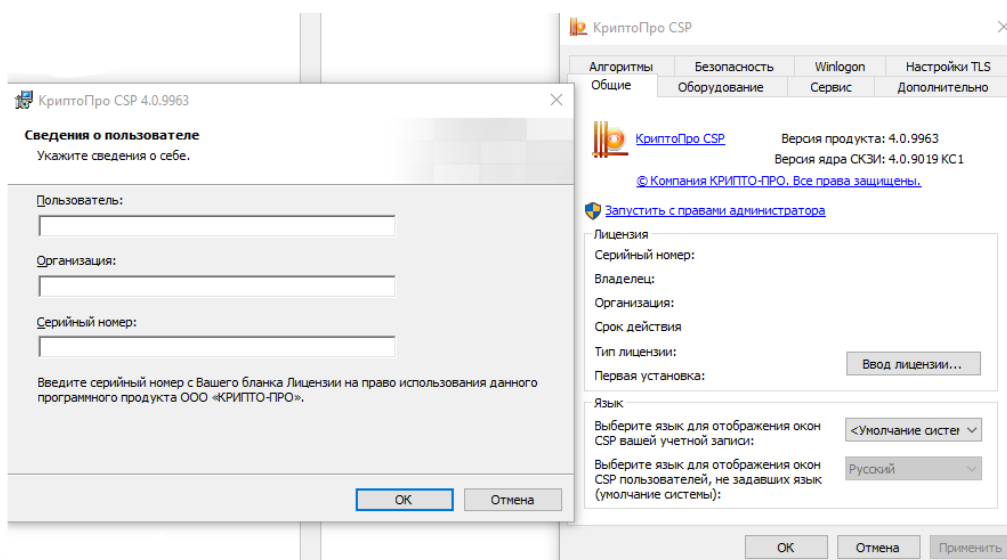 КриптоПро CSP 4.0.9963
Сведения о пользователе
Укажите сведения о себе.
Пользователь:
Организация:
Серийный номер:
Введите серийный номер с Вашего бланка Лицензии на право использования данного
программного продукта ООО «КРИПТО-ПРО».
ОК
Отмена
КриптоПро CSP
Алгоритмы
Безопасность
Winlogon
Настройки TLS
Общие
Оборудование
Сервис
Дополнительно
КриптоПро CSP
Версия продукта: 4.0.9963
Версия ядра СКЗИ: 4.0.9019 КС1
© Компания КРИПТО-ПРО. Все права защищены.
Запустить с правами администратора
Лицензия
Серийный номер:
Владелец:
Организация:
Срок действия
Тип лицензии:
Первая установка:
Ввод лицензии...
Язык
Выберите язык для отображения окон
CSP вашей учетной записи:
<Умолчание систем
Выберите язык для отображения окон
CSP пользователей, не задавших язык
(умолчание системы):
Русский
ОК
Отмена
Применить